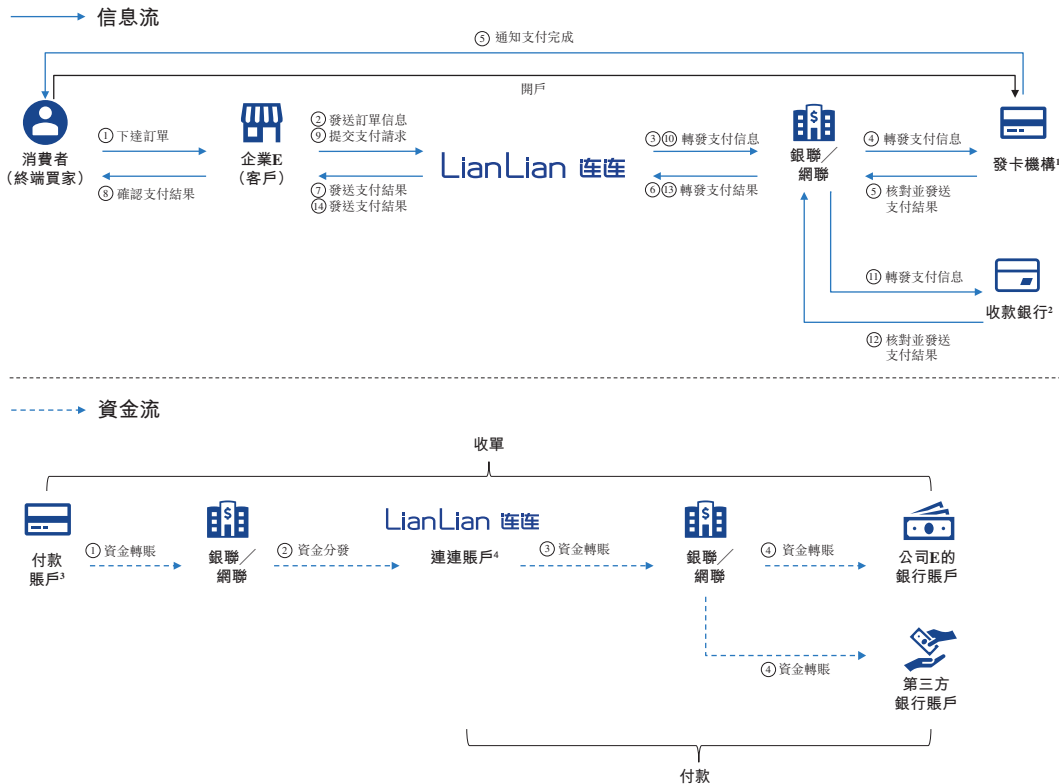 信息流
⑤ 通知支付完成
開戶
① 下達訂單
消費者
（終端買家）
⑧ 確認支付結果
企業E
（客戶）
② 發送訂單信息
⑨ 提交支付請求
⑦ 發送支付結果
⑭ 發送支付結果
LianLian 连连
③ ⑩ 轉發支付信息
⑥ ⑬ 轉發支付結果
銀聯／
網聯
④ 轉發支付信息
⑤ 核對並發送
支付結果
發卡機構¹
⑪ 轉發支付信息
收款銀行²
⑫ 核對並發送
支付結果
資金流
收單
付款
賬戶³
① 資金轉賬
銀聯／
網聯
② 資金分發
LianLian 连连
連連賬戶⁴
③ 資金轉賬
銀聯／
網聯
④ 資金轉賬
公司E的
銀行賬戶
④ 資金轉賬
第三方
銀行賬戶
付款